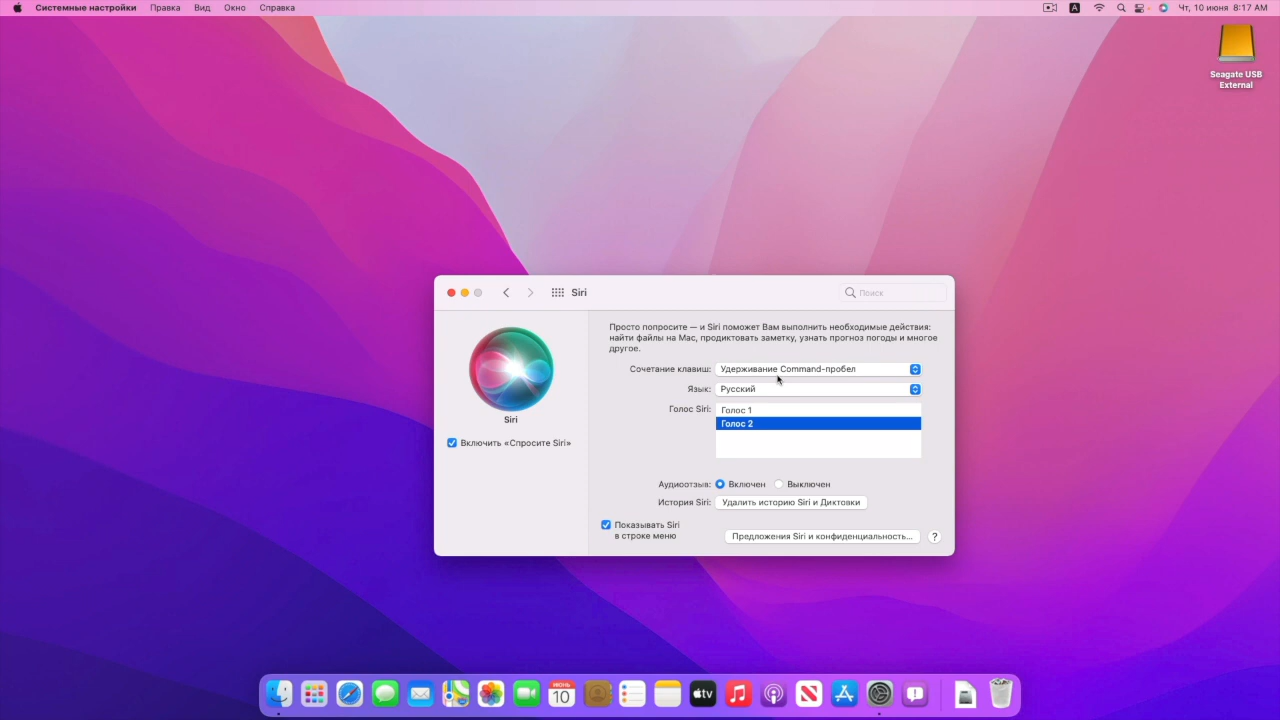 Системные настройки Правка Вид Окно Справка
A Чт, 10 июня 8:17 AM
Seagate USB
External
Siri
Поиск
Просто попросите — и Siri поможет Вам выполнить необходимые действия:
найти файлы на Mac, продиктовать заметку, узнать прогноз погоды и многое
другое.
Сочетание клавиш: Удерживание Command-пробел
Язык: Русский
Голос Siri: Голос 1
Голос 2
Siri
Включить «Спросите Siri»
Аудиоотзыв: Включен Выключен
История Siri: Удалить историю Siri и Диктовки
Показывать Siri
в строке меню
Предложения Siri и конфиденциальность... ?
ИЮНЬ
10
tv